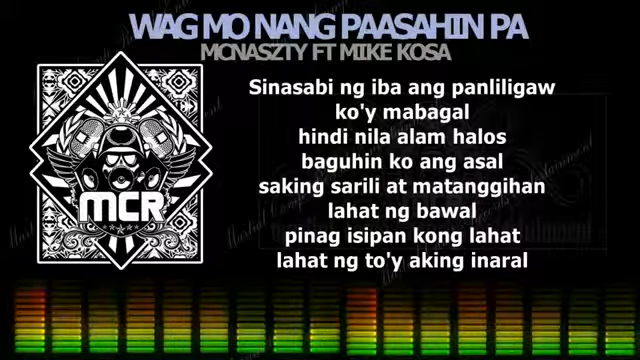 WAG MO NANG PAASAHIN PA
MCNASZTY FT MIKE KOSA
Sinasabi ng iba ang panliligaw
ko'y mabagal
hindi nila alam halos
baguhin ko ang asal
saking sarili at matanggihan
lahat ng bawal
pinag isipan kong lahat
lahat ng to'y aking inaral
MCR